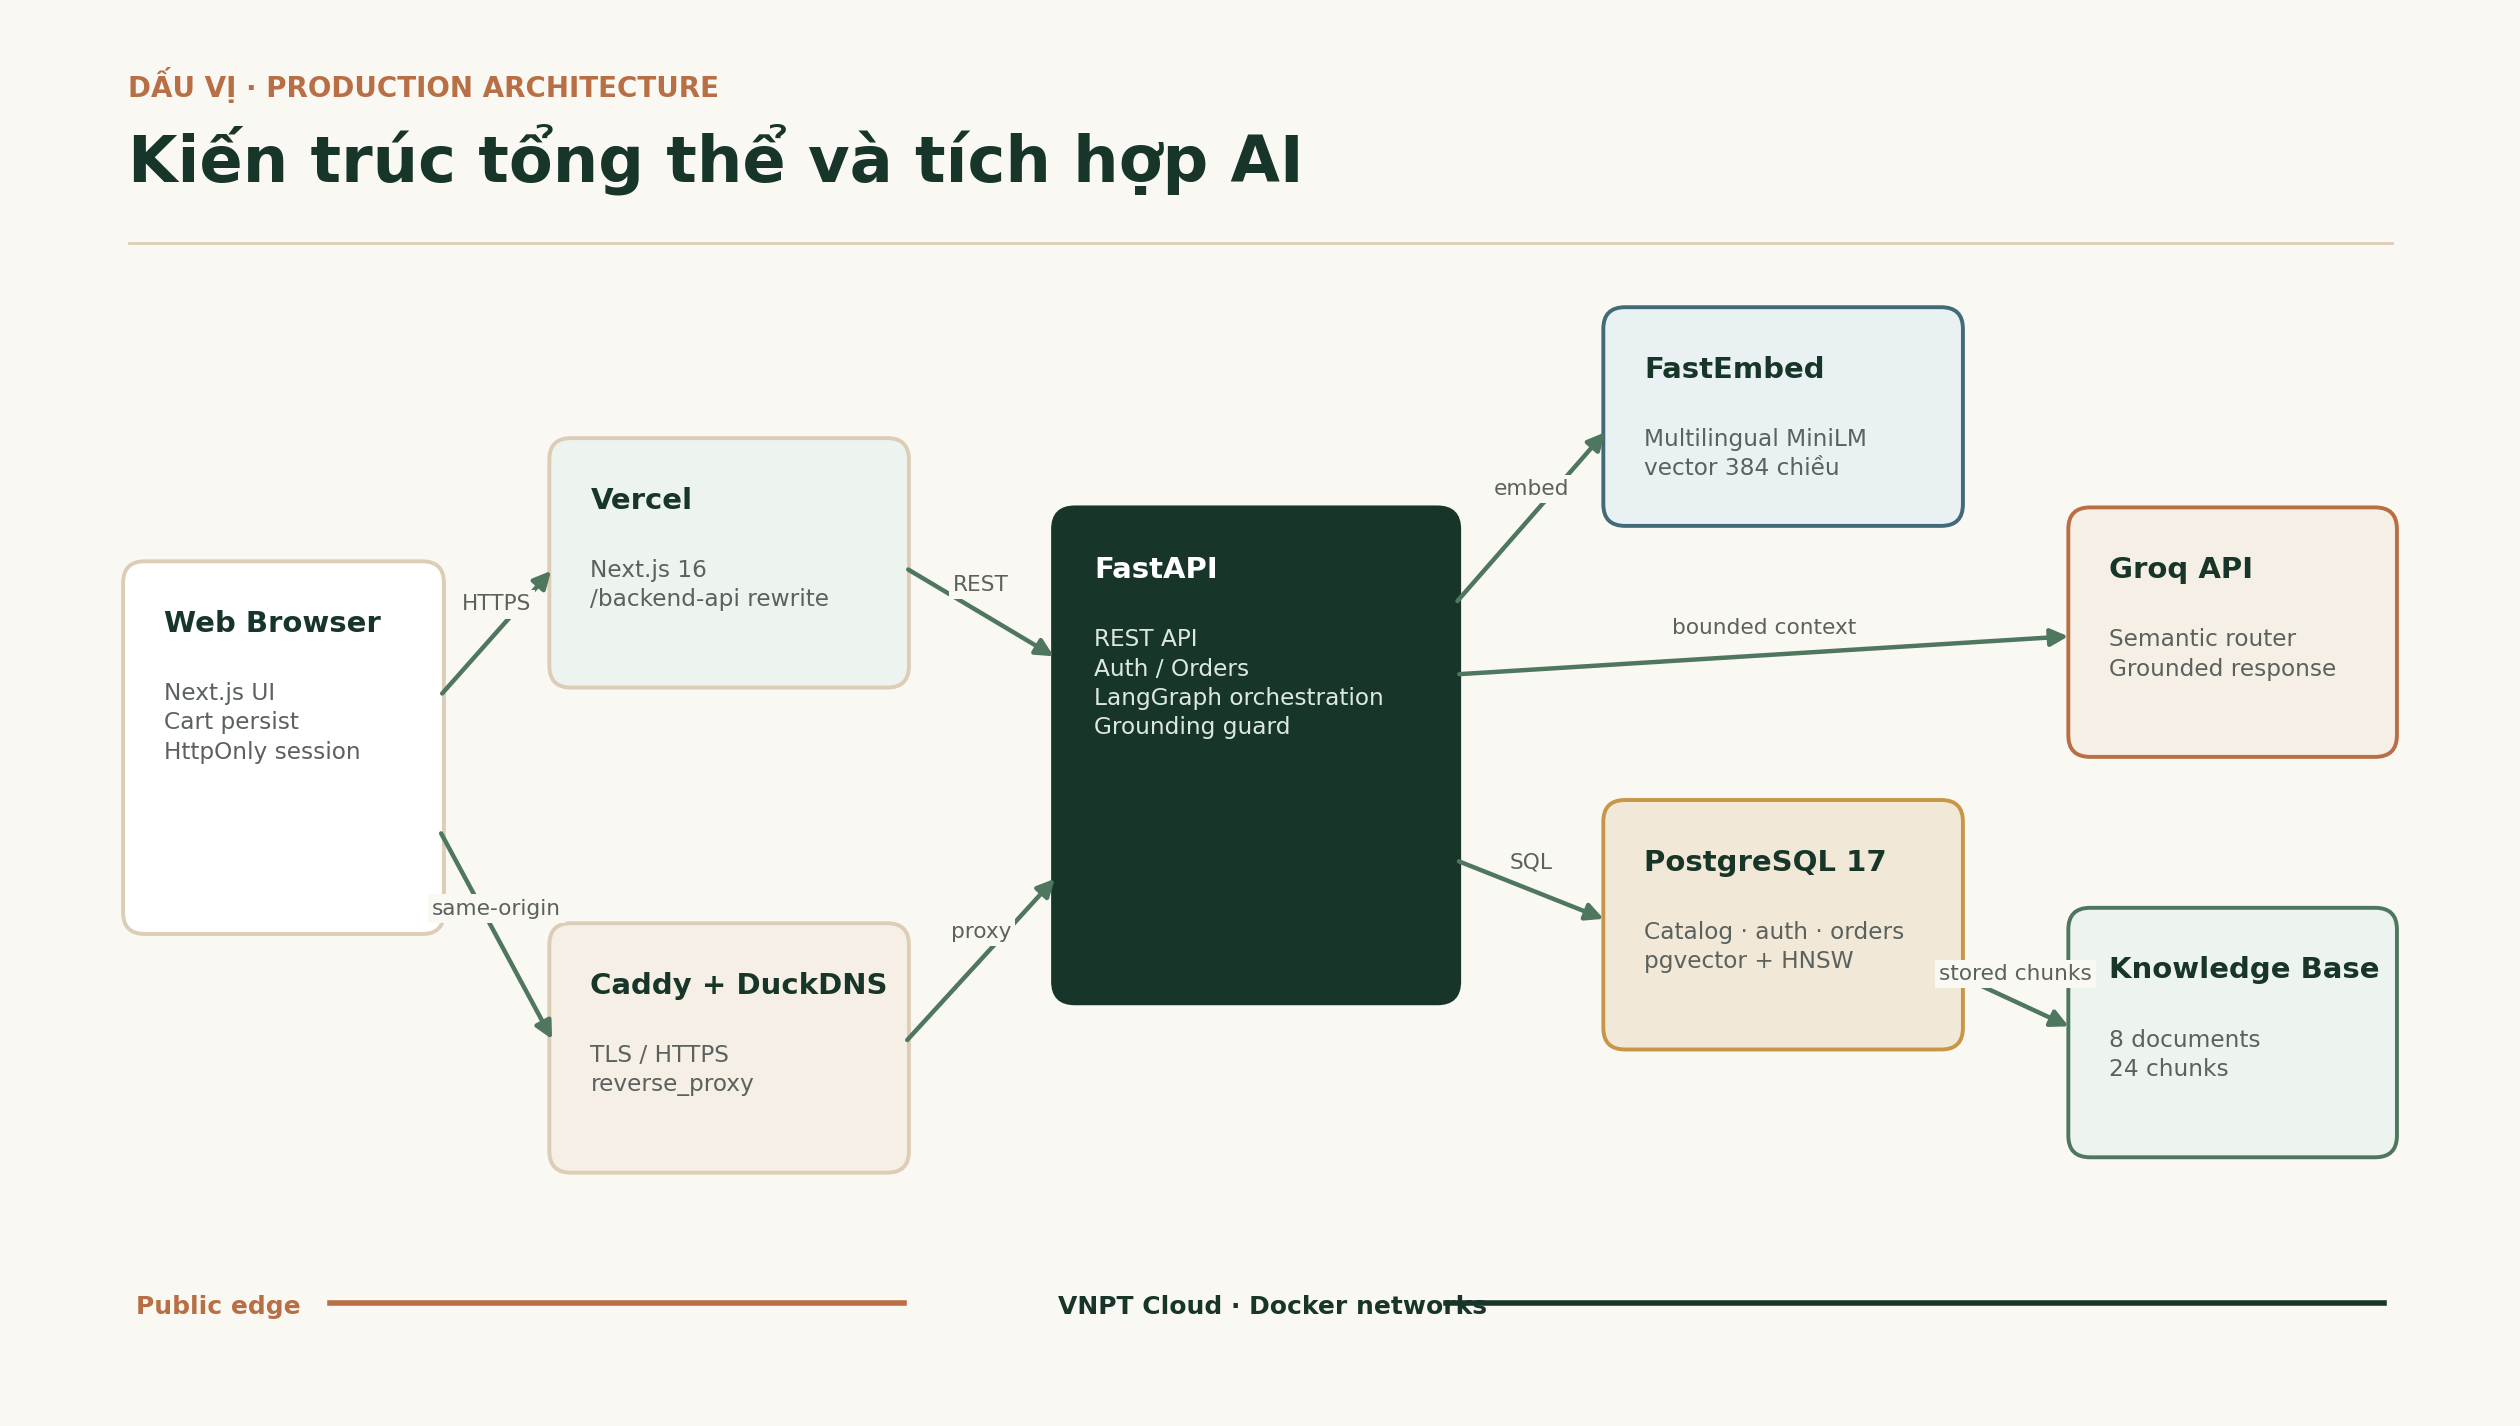 DẤU VỊ · PRODUCTION ARCHITECTURE
Kiến trúc tổng thể và tích hợp AI
Web Browser
Next.js UI
Cart persist
HttpOnly session
HTTPS
same-origin
Vercel
Next.js 16
/backend-api rewrite
Caddy + DuckDNS
TLS / HTTPS
reverse_proxy
REST
proxy
FastAPI
REST API
Auth / Orders
LangGraph orchestration
Grounding guard
embed
bounded context
SQL
FastEmbed
Multilingual MiniLM
vector 384 chiều
PostgreSQL 17
Catalog · auth · orders
pgvector + HNSW
stored chunks
Groq API
Semantic router
Grounded response
Knowledge Base
8 documents
24 chunks
Public edge
VNPT Cloud · Docker networks